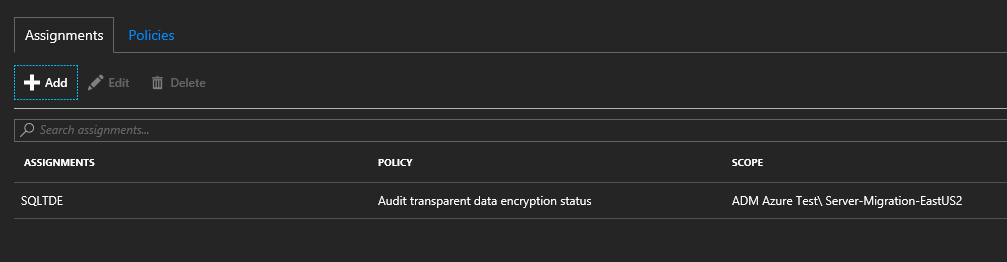 Assignments Policies
Add Edit Delete
Search assignments...
ASSIGNMENTS POLICY SCOPE
SQLTDE Audit transparent data encryption status ADM Azure Test\ Server-Migration-EastUS2